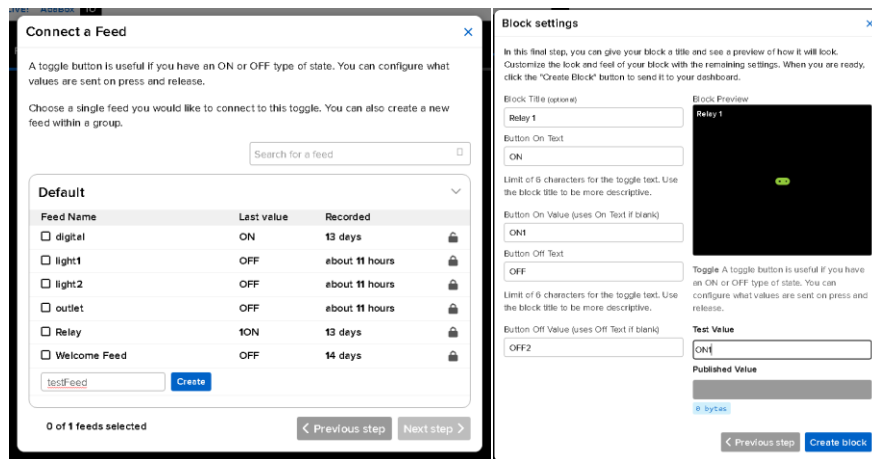 Connect a Feed
A toggle button is useful if you have an ON or OFF type of state. You can configure what
values are sent on press and release.
Choose a single feed you would like to connect to this toggle. You can also create a new
feed within a group.
Search for a feed
Default
Feed Name Last value Recorded
digital ON 13 days
light1 OFF about 11 hours
light2 OFF about 11 hours
outlet OFF about 11 hours
Relay 1ON 13 days
Welcome Feed OFF 14 days
testFeed Create
0 of 1 feeds selected
Previous step Next step
Block settings
In this final step, you can give your block a title and see a preview of how it will look.
Customize the look and feel of your block with the remaining settings. When you are ready,
click the "Create Block" button to send it to your dashboard.
Block Title (optional)
Relay 1
Button On Text
ON
Limit of 6 characters for the toggle text. Use
the block title to be more descriptive.
Button On Value (uses On Text if blank)
ON1
Button Off Text
OFF
Limit of 6 characters for the toggle text. Use
the block title to be more descriptive.
Button Off Value (uses Off Text if blank)
OFF2
Block Preview
Relay 1
Toggle A toggle button is useful if you have
an ON or OFF type of state. You can
configure what values are sent on press and
release.
Test Value
ON1
Published Value
0 bytes
Previous step Create block